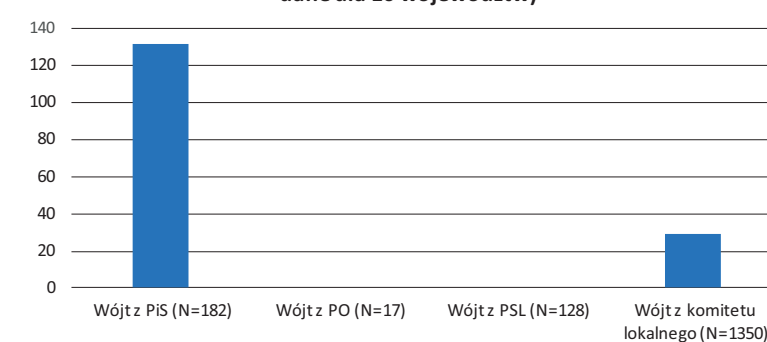 140
120
100
80
60
40
20
0
Wójt z PiS (N=182)
Wójt z PO (N=17)
Wójt z PSL (N=128)
Wójt z komitetu
lokalnego (N=1350)